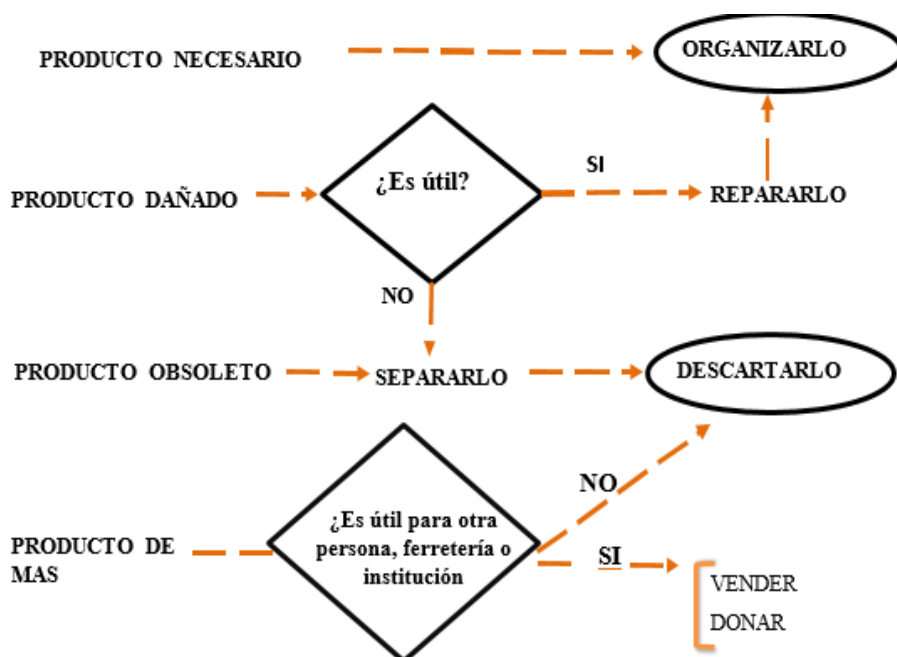 PRODUCTO NECESARIO
ORGANIZARLO
¿Es útil?
SI
PRODUCTO DAÑADO
REPARARLO
NO
PRODUCTO OBSOLETO
SEPARARLO
DESCARTARLO
NO
¿Es útil para otra
persona, ferretería o
institución
PRODUCTO DE
MAS
SI
VENDER
DONAR